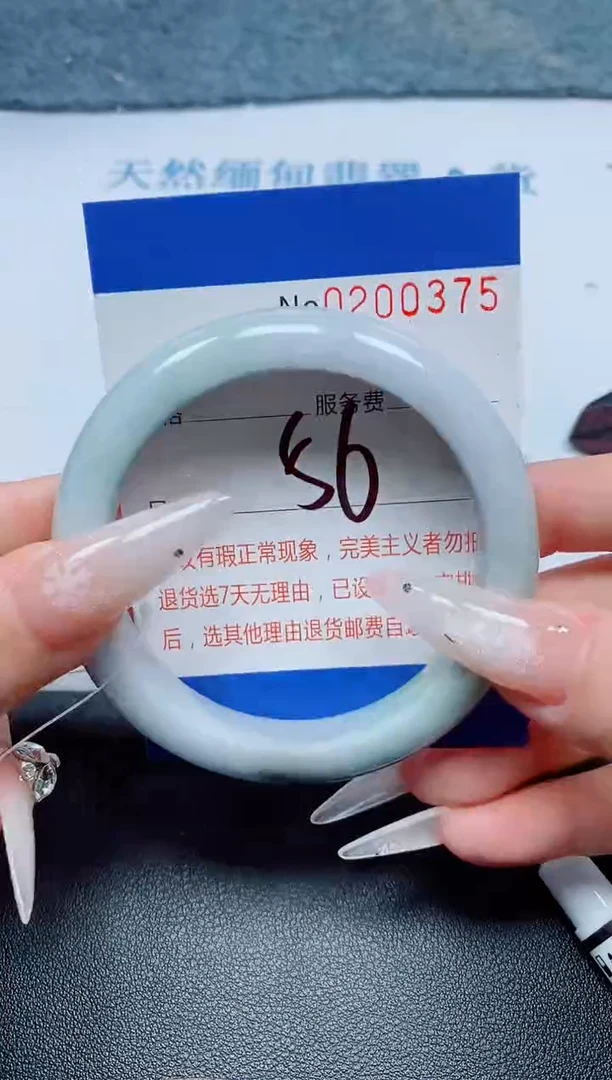 天然缅甸翡翠
No0200375
服务费
56
有瑕正常现象，完美主义者勿拍
退货选7天无理由，已设
后，选其他理由退货邮费自